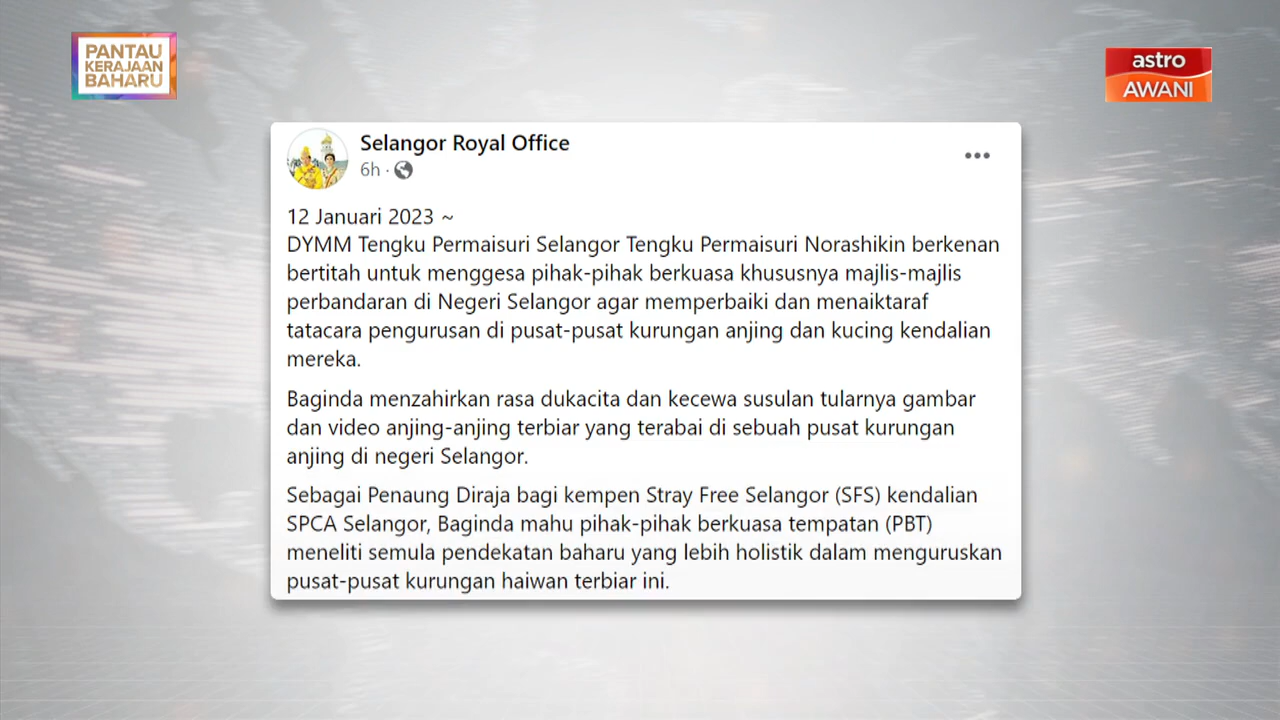 PANTAU
KERAJAAN
BAHARU
astro
AWANI
Selangor Royal Office
6h ·
12 Januari 2023 ~
DYMM Tengku Permaisuri Selangor Tengku Permaisuri Norashikin berkenan
bertitah untuk menggesa pihak-pihak berkuasa khususnya majlis-majlis
perbandaran di Negeri Selangor agar memperbaiki dan menaiktaraf
tatacara pengurusan di pusat-pusat kurungan anjing dan kucing kendalian
mereka.
Baginda menzahirkan rasa dukacita dan kecewa susulan tularnya gambar
dan video anjing-anjing terbiar yang terabai di sebuah pusat kurungan
anjing di negeri Selangor.
Sebagai Penaung Diraja bagi kempen Stray Free Selangor (SFS) kendalian
SPCA Selangor, Baginda mahu pihak-pihak berkuasa tempatan (PBT)
meneliti semula pendekatan baharu yang lebih holistik dalam menguruskan
pusat-pusat kurungan haiwan terbiar ini.